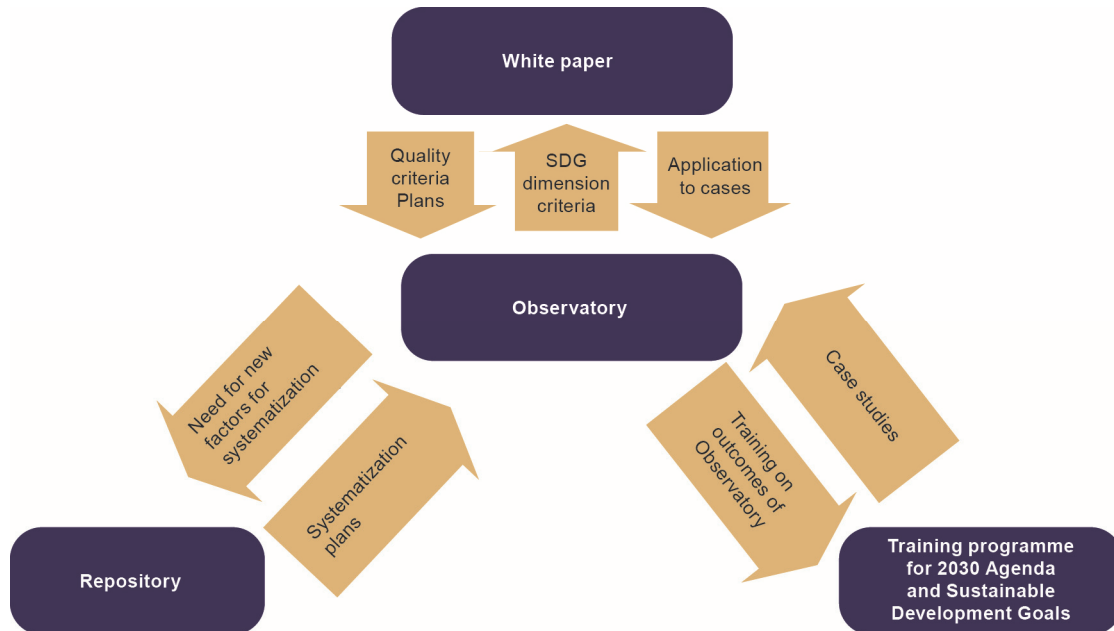 White paper
Quality
criteria
Plans
SDG
dimension
criteria
Application
to cases
Observatory
Need for new
factors for
systematization
Systematization
plans
Case studies
Training on
outcomes of
Observatory
Repository
Training programme
for 2030 Agenda
and Sustainable
Development Goals